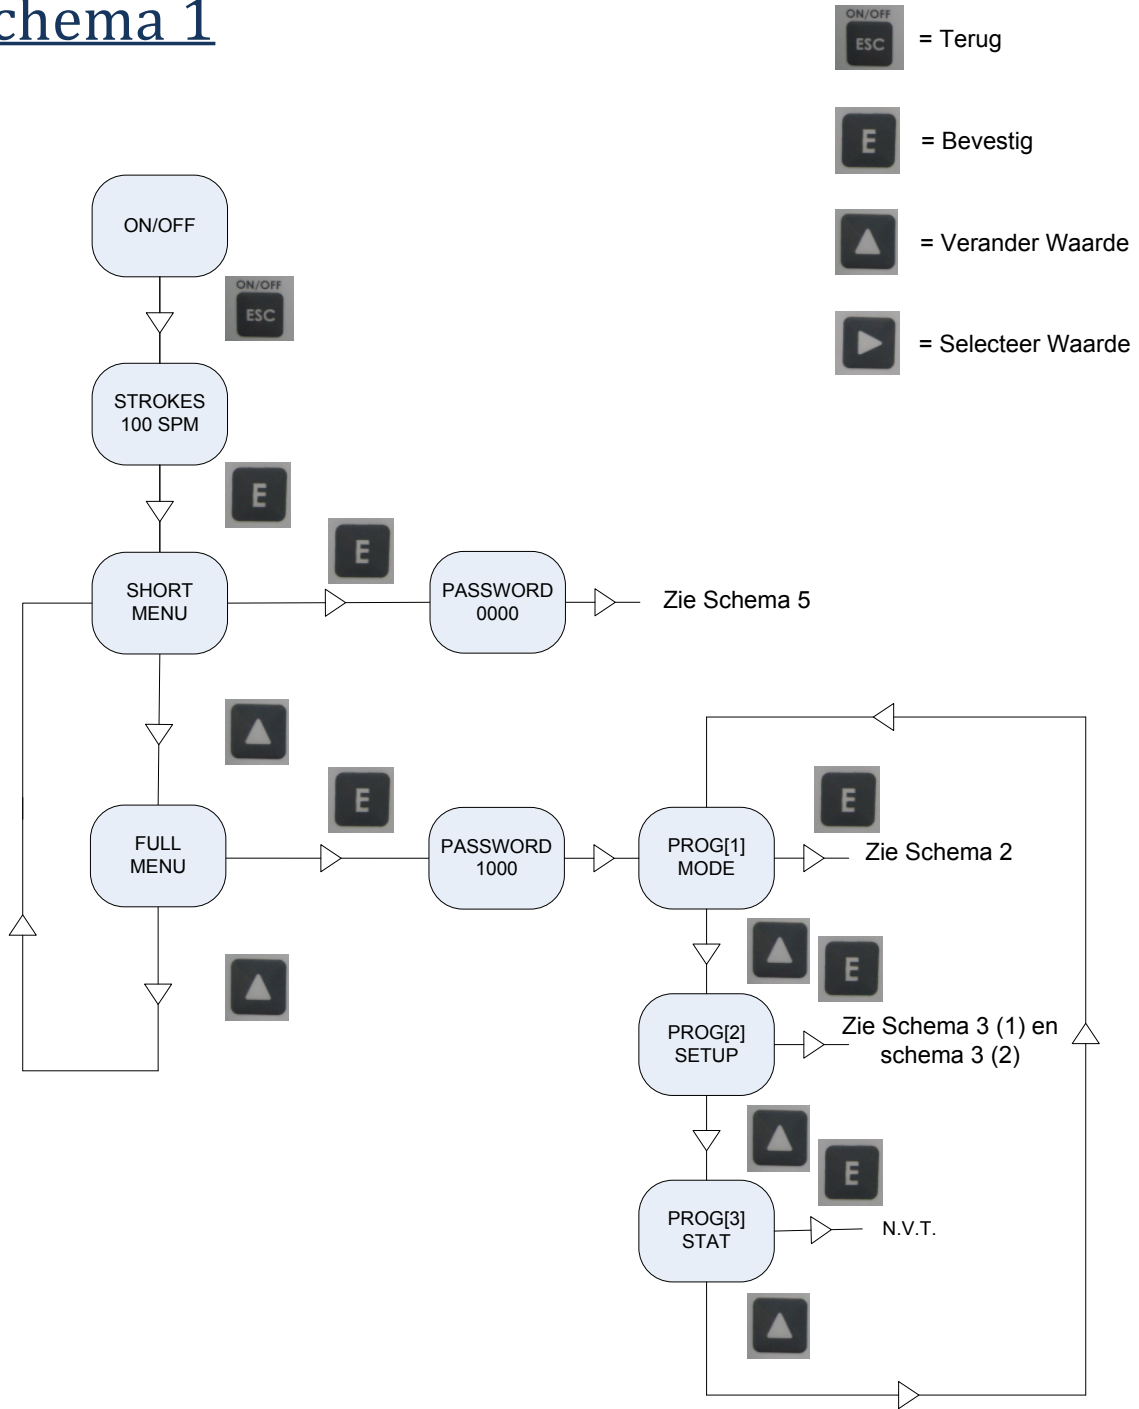 chema 1
ON/OFF
ESC
= Terug
E
= Bevestig
= Verander Waarde
= Selecteer Waarde
ON/OFF
ON/OFF
ESC
STROKES
100 SPM
E
E
SHORT
MENU
PASSWORD
0000
Zie Schema 5
E
E
FULL
MENU
PASSWORD
1000
PROG[1]
MODE
Zie Schema 2
E
PROG[2]
SETUP
Zie Schema 3 (1) en
schema 3 (2)
E
PROG[3]
STAT
N.V.T.